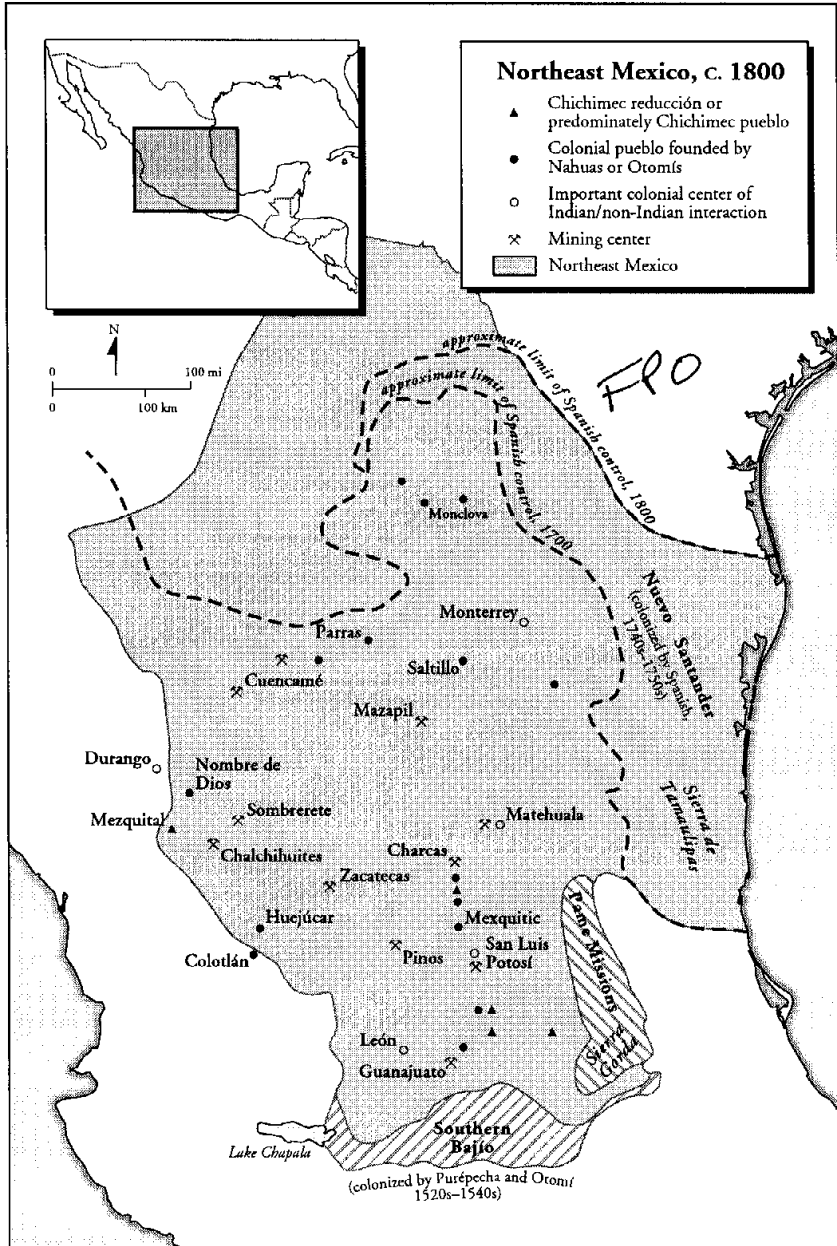 Northeast Mexico, C. 1800
Chichimec reducción or
predominately Chichimec pueblo
Colonial pueblo founded by
Nahuas or Otomís
Important colonial center of
Indian/non-Indian interaction
Mining center
Northeast Mexico
N
0 100 mi
0 100 km
FPO
approximate limit of Spanish control, 1800
approximate limit of Spanish control, 1700
Monclova
Nuevo Santander
(colonized by Spanish,
1740s–1750s)
Monterrey
Parras
Saltillo
Cuencamé
Mazapil
Durango
Nombre de
Dios
Sierra de
Tamaulipas
Mezquital
Sombrerete
Matehuala
Chalchihuites
Charcas
Zacatecas
Huejúcar
Mexquitic
Colotlán
Pinos
San Luis
Potosí
Pame Missions
León
Guanajuato
Sierra Gorda
Lake Chapala
Southern
Bajío
(colonized by Purépecha and Otomí
1520s–1540s)